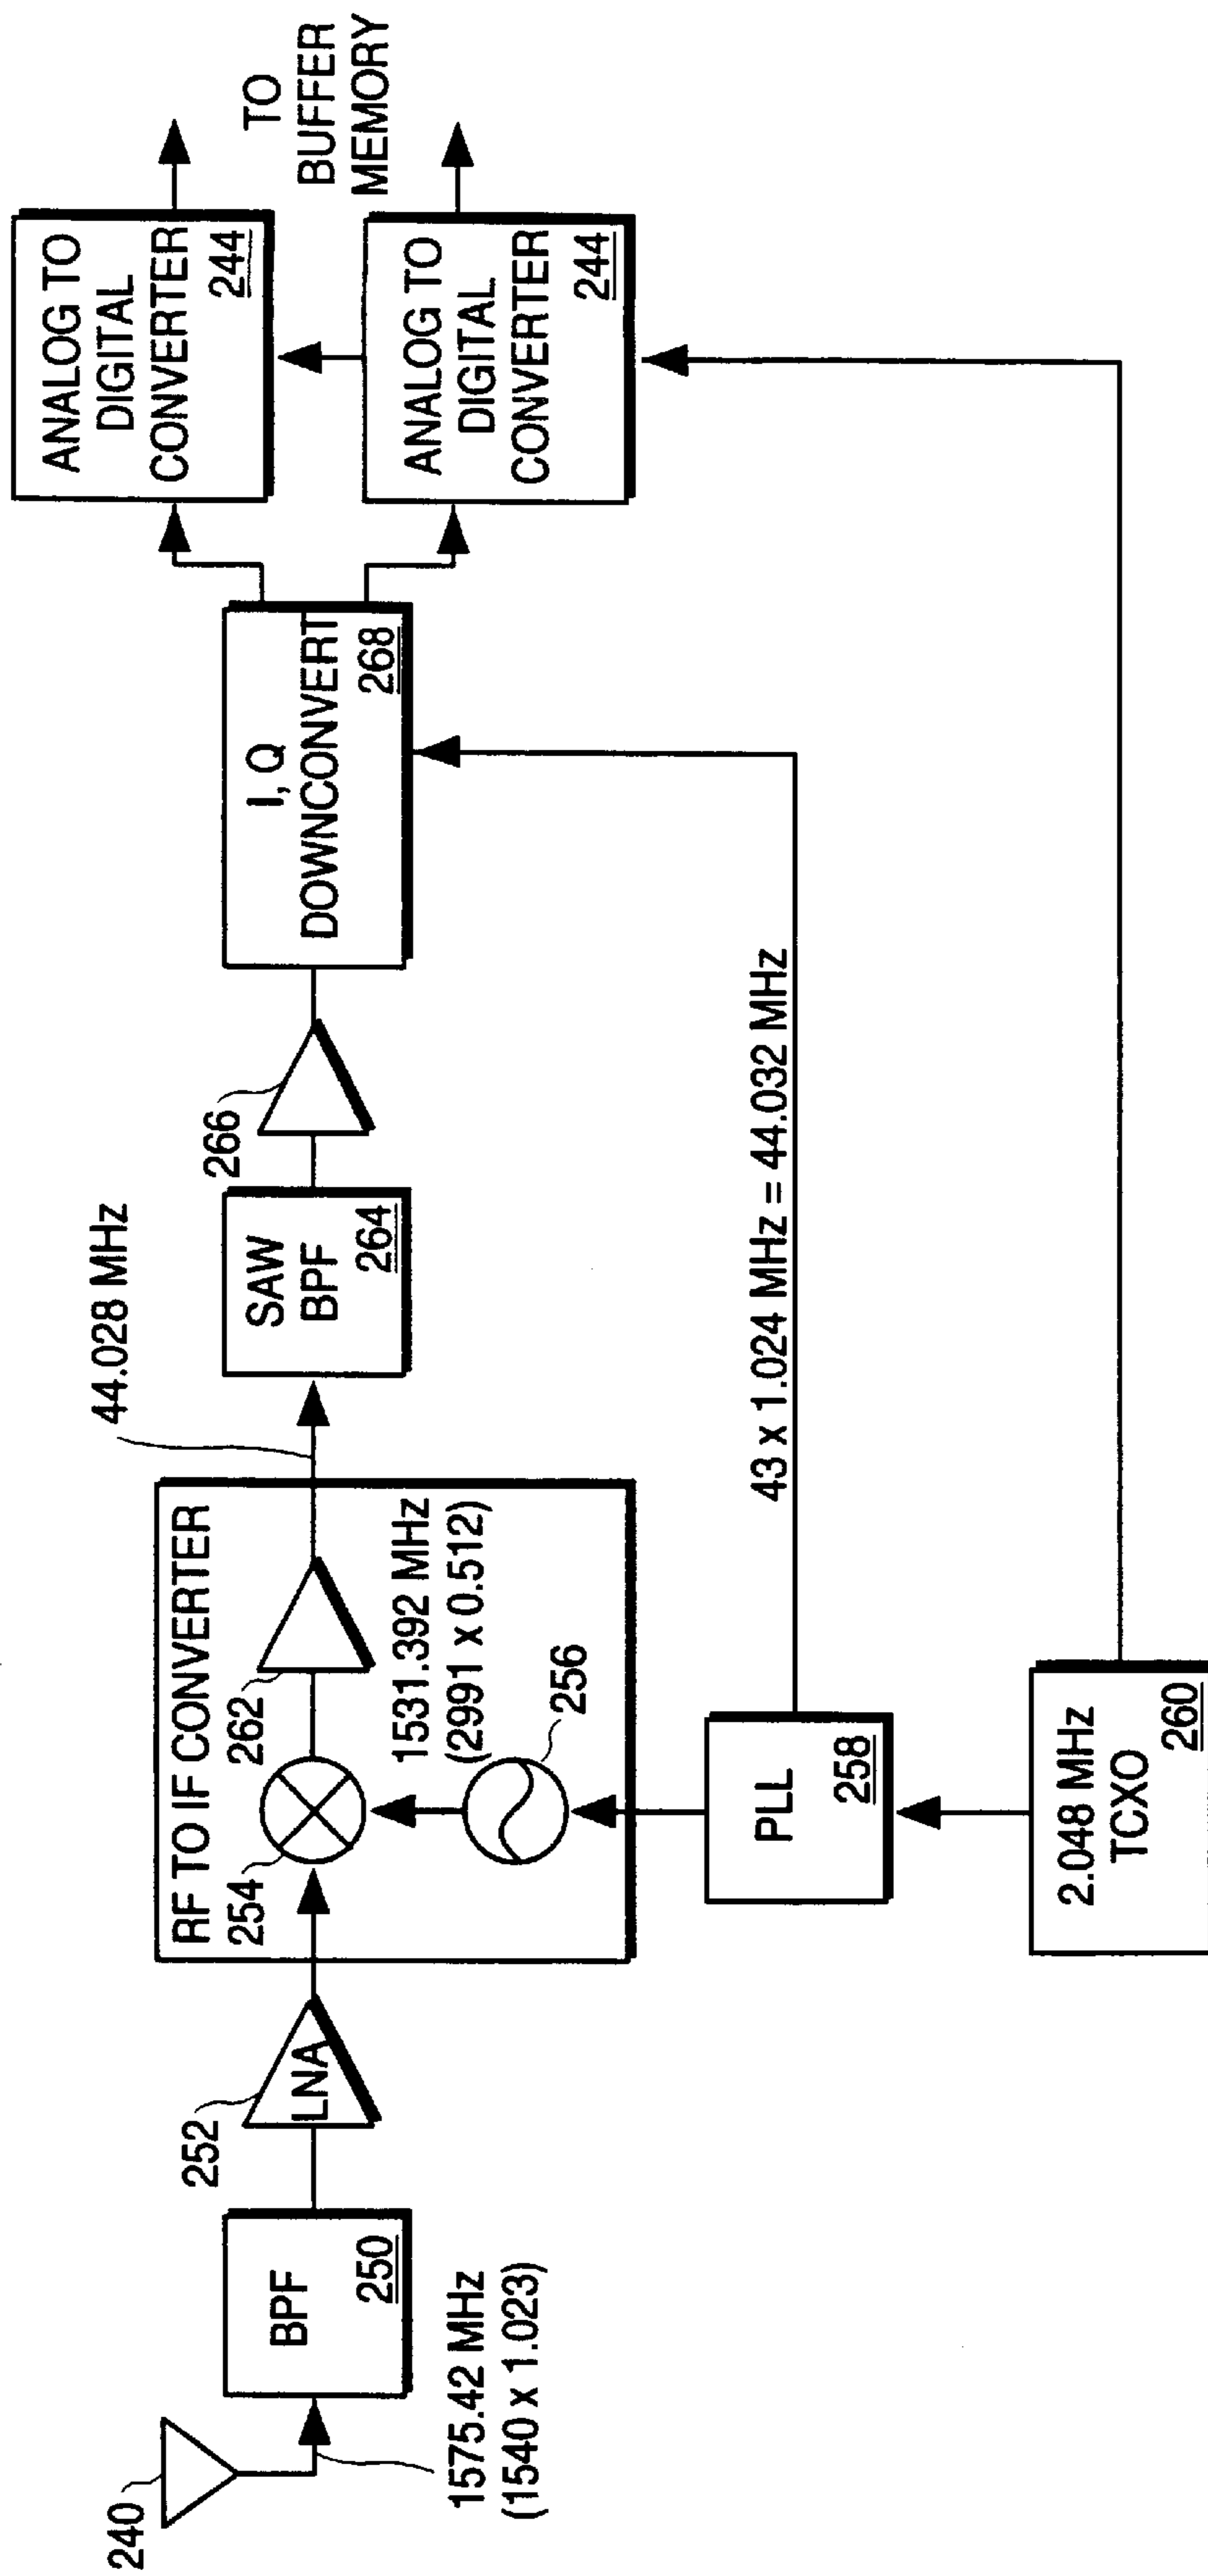 240
1575.42 MHz
(1540 x 1.023)
BPF
250
252
LNA
RF TO IF CONVERTER
254
262
1531.392 MHz
(2991 x 0.512)
256
44.028 MHz
SAW
BPF
264
266
I, Q
DOWNCONVERT
268
ANALOG TO
DIGITAL
CONVERTER
244
ANALOG TO
DIGITAL
CONVERTER
244
TO
BUFFER
MEMORY
PLL
258
43 x 1.024 MHz = 44.032 MHz
2.048 MHz
TCXO
260